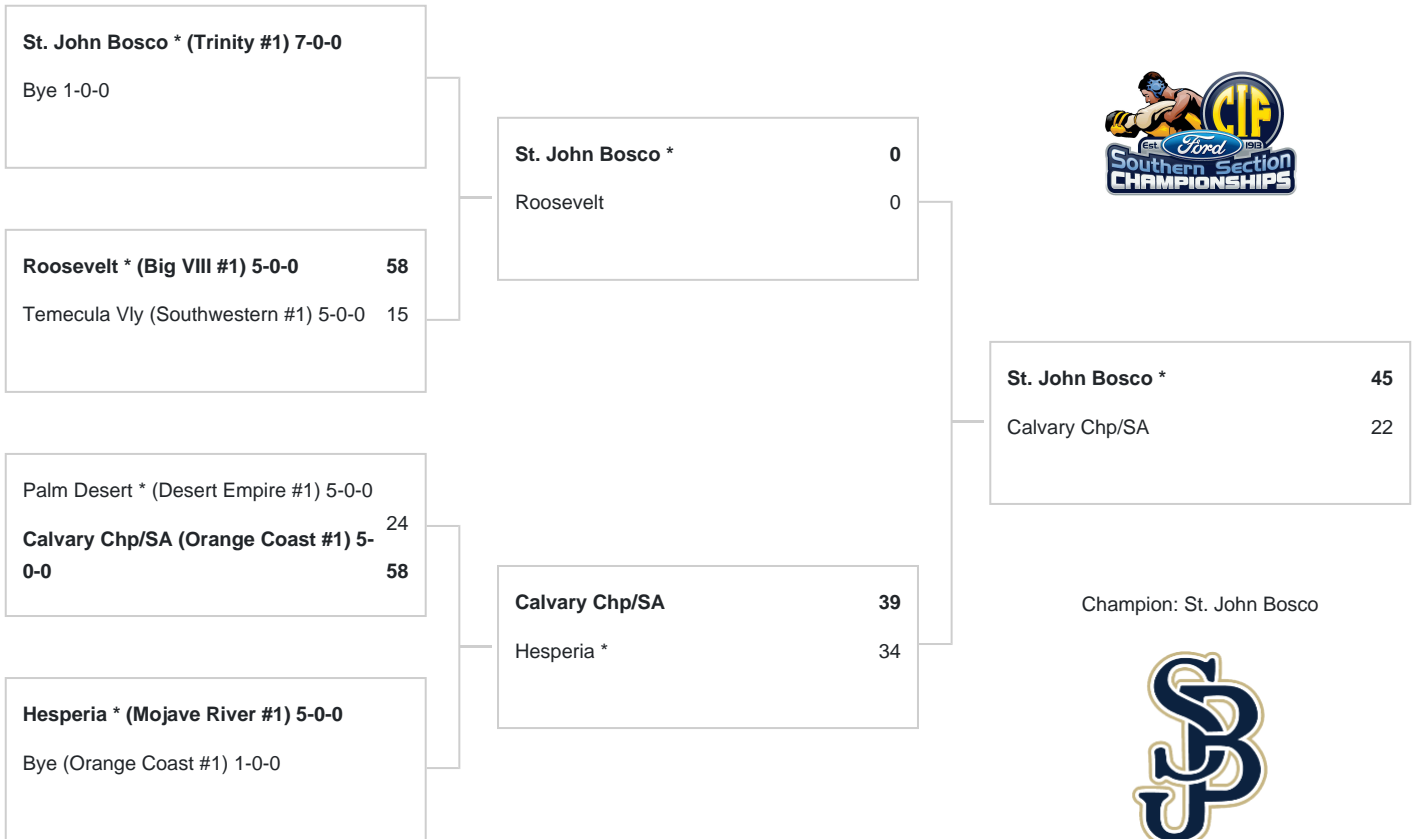 St. John Bosco * (Trinity #1) 7-0-0
Bye 1-0-0
Roosevelt * (Big VIII #1) 5-0-0 58
Temecula Vly (Southwestern #1) 5-0-0 15
Palm Desert * (Desert Empire #1) 5-0-0
24
Calvary Chp/SA (Orange Coast #1) 5-
0-0 58
Hesperia * (Mojave River #1) 5-0-0
Bye (Orange Coast #1) 1-0-0
St. John Bosco * 0
Roosevelt 0
Calvary Chp/SA 39
Hesperia * 34
CIF
Est. Ford 1913
Southern Section
CHAMPIONSHIPS
St. John Bosco * 45
Calvary Chp/SA 22
Champion: St. John Bosco
SJB